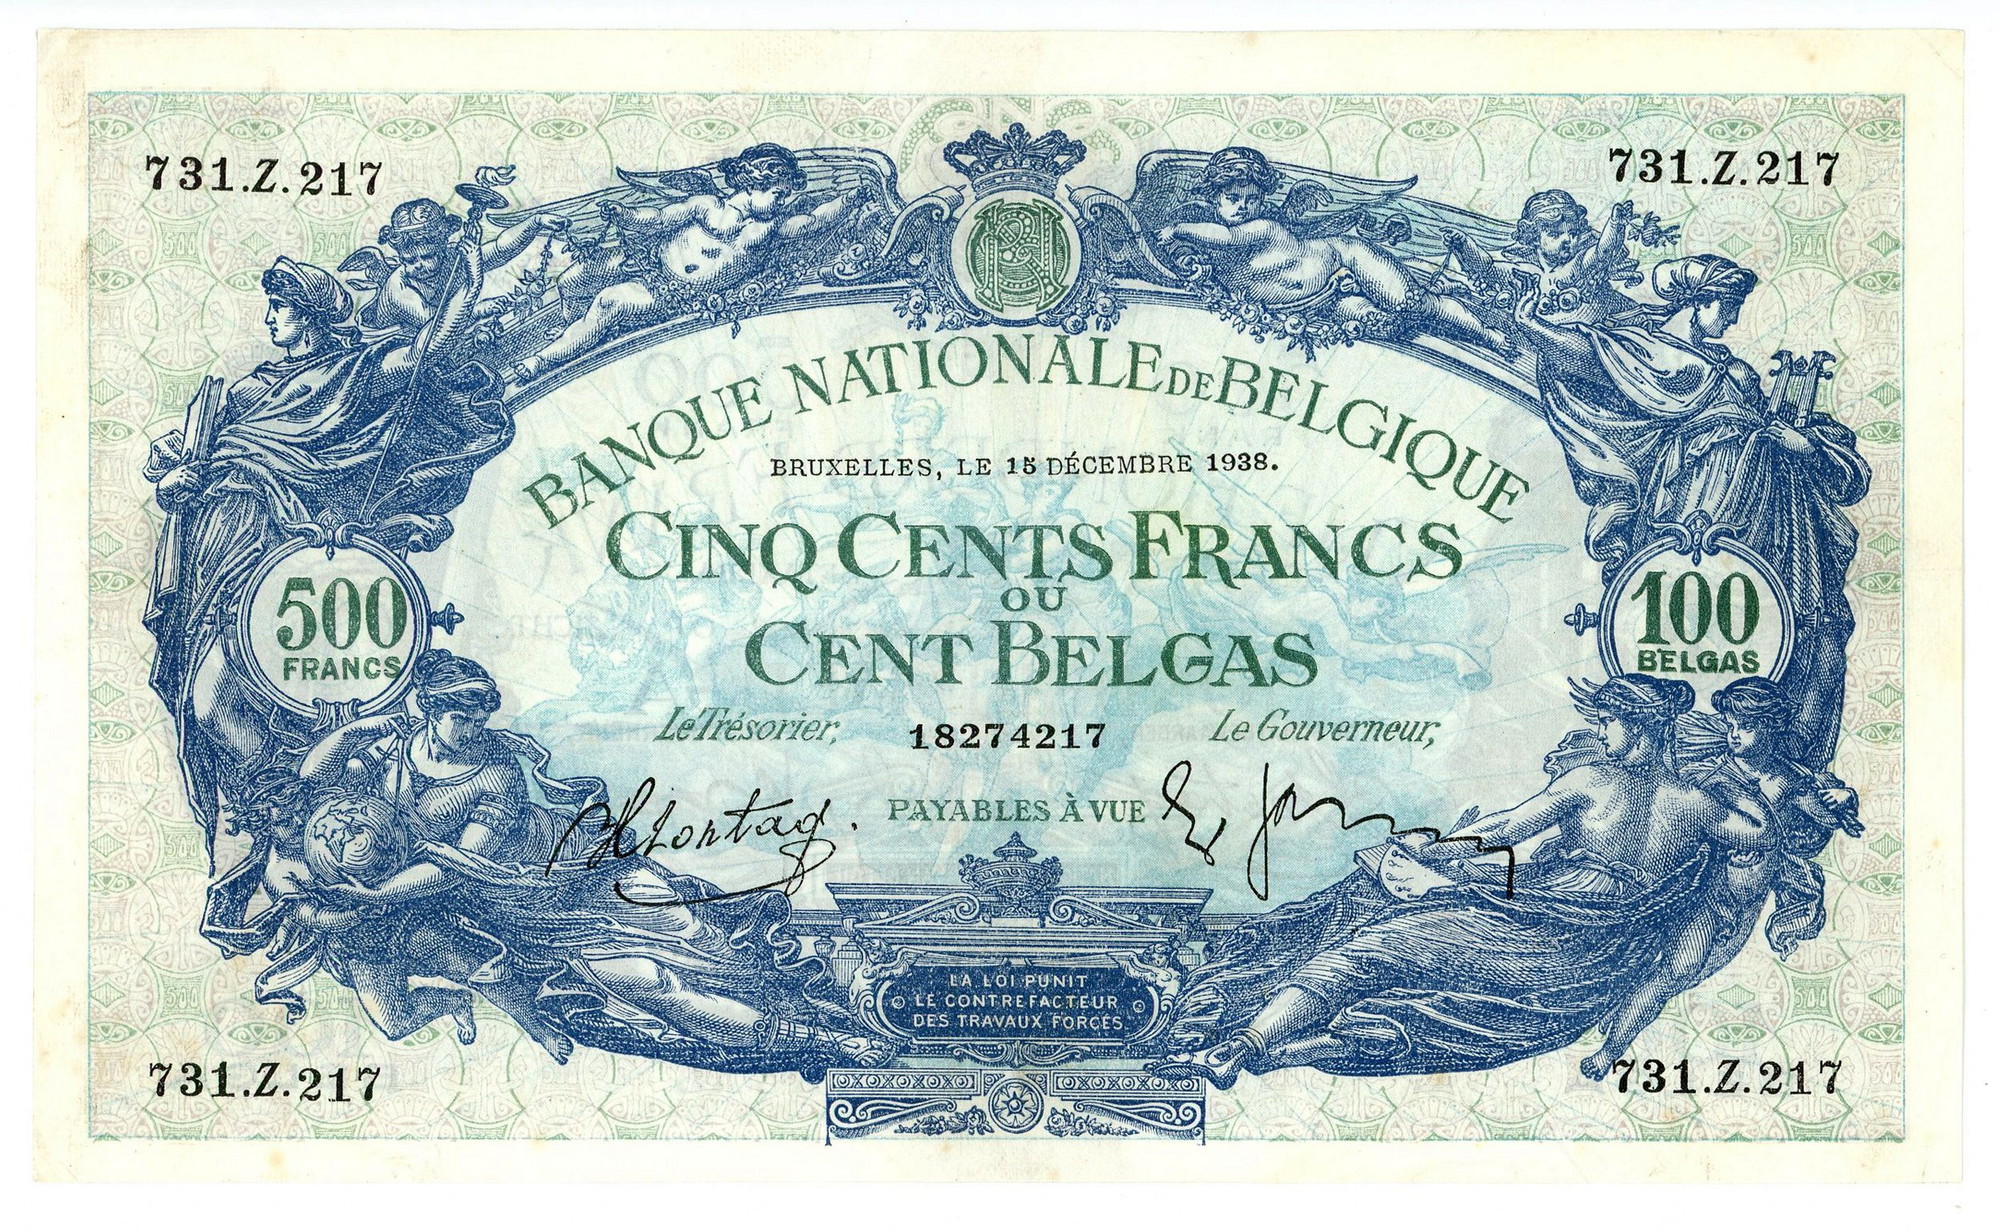 731.Z.217
731.Z.217
BANQUE NATIONALE DE BELGIQUE
BRUXELLES, LE 15 DÉCEMBRE 1938.
CINQ CENTS FRANCS
OU
CENT BELGAS
500
FRANCS
100
BELGAS
Le Trésorier,
18274217
Le Gouverneur,
PAYABLES À VUE
LA LOI PUNIT
LE CONTREFACTEUR
DES TRAVAUX FORCÉS
731.Z.217
731.Z.217